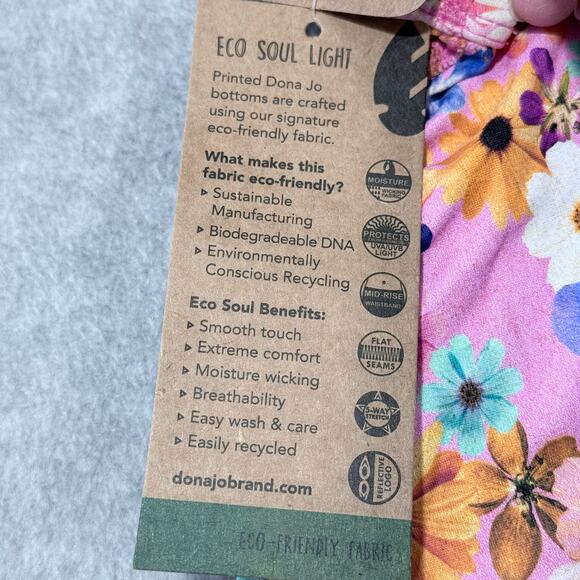 ECO SOUL LIGHT
Printed Dona Jo
bottoms are crafted
using our signature
eco-friendly fabric.
What makes this
fabric eco-friendly?
▹ Sustainable
Manufacturing
▹ Biodegradeable DNA
▹ Environmentally
Conscious Recycling
Eco Soul Benefits:
▹ Smooth touch
▹ Extreme comfort
▹ Moisture wicking
▹ Breathability
▹ Easy wash & care
▹ Easily recycled
donajobrand.com
MOISTURE
WICKING
FABRIC
PROTECTS
UVA/UVB
LIGHT
MID-RISE
WAISTBAND
FLAT
SEAMS
5-WAY
STRETCH
REFLECTIVE
LOGO
ECO-FRIENDLY FABRIC